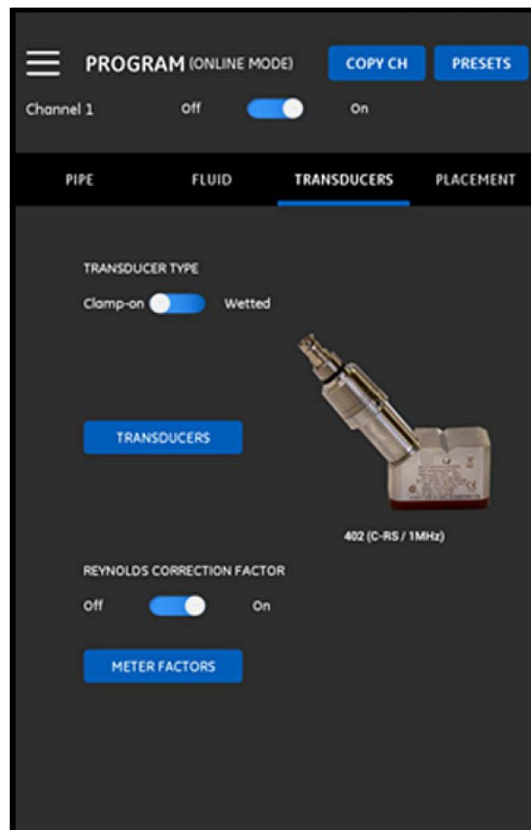 PROGRAM (ONLINE MODE)
COPY CH
PRESETS
Channel 1
Off
On
PIPE
FLUID
TRANSDUCERS
PLACEMENT
TRANSDUCER TYPE
Clamp-on
Wetted
TRANSDUCERS
402 (C-RS / 1MHz)
REYNOLDS CORRECTION FACTOR
Off
On
METER FACTORS